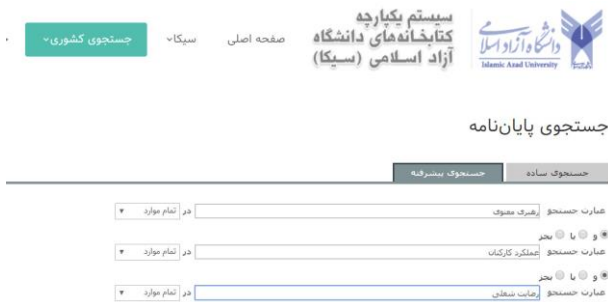 دانشگاه آزاد اسلامی
Islamic Azad University
سیستم یکپارچه
کتابخانه‌های دانشگاه
آزاد اسلامی (سیکا)
صفحه اصلی
سیکا
جستجوی کشوری
جستجوی پایان‌نامه
جستجوی ساده
جستجوی پیشرفته
عبارت جستجو رهبری معنوی در تمام موارد
و یا بجز
عبارت جستجو عملکرد کارکنان در تمام موارد
و یا بجز
عبارت جستجو رضایت شغلی در تمام موارد